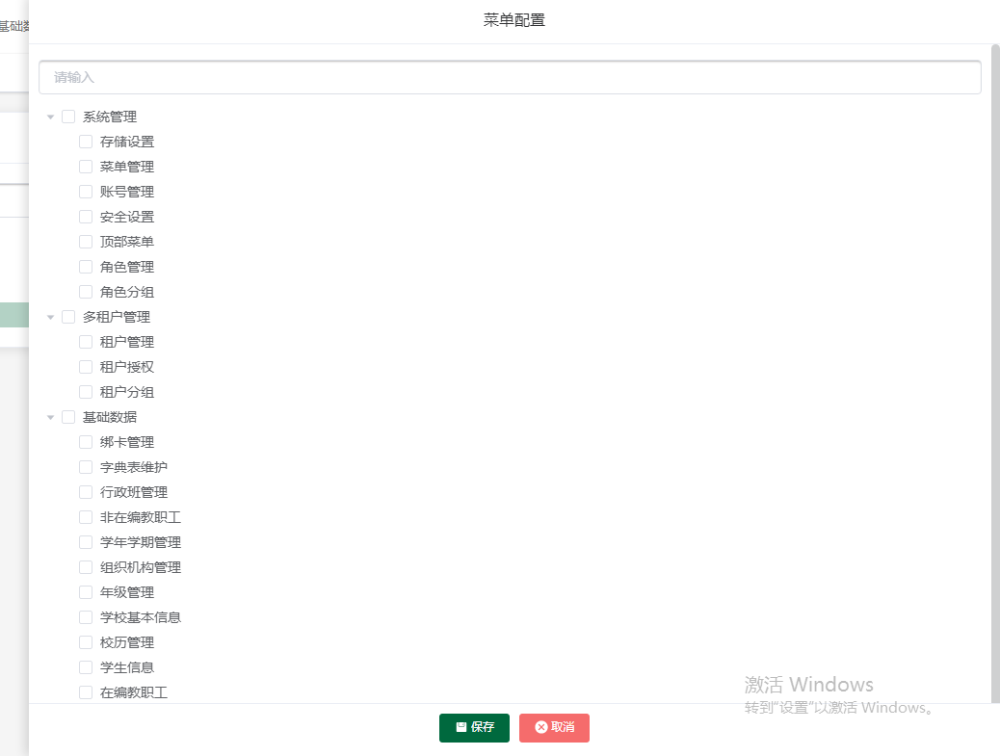 菜单配置
基础数
请输入
系统管理
存储设置
菜单管理
账号管理
安全设置
顶部菜单
角色管理
角色分组
多租户管理
租户管理
租户授权
租户分组
基础数据
绑卡管理
字典表维护
行政班管理
非在编教职工
学年学期管理
组织机构管理
年级管理
学校基本信息
校历管理
学生信息
在编教职工
激活 Windows
转到"设置"以激活 Windows。
保存
取消